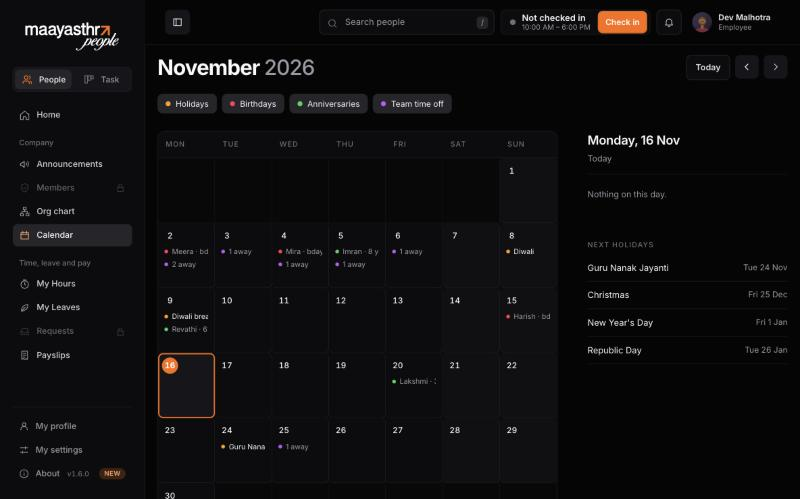 maayasthr
people
Search people
/
Not checked in
10:00 AM – 6:00 PM
Check in
Dev Malhotra
Employee
People
Task
Home
Company
Announcements
Members
Org chart
Calendar
Time, leave and pay
My Hours
My Leaves
Requests
Payslips
My profile
My settings
About v1.6.0 NEW
November 2026
Today
Holidays
Birthdays
Anniversaries
Team time off
MON TUE WED THU FRI SAT SUN
1
2 3 4 5 6 7 8
Meera · bd
1 away
Mira · bday
Imran · 8 y
1 away
Diwali
2 away
1 away
1 away
9 10 11 12 13 14 15
Diwali brea
Harish · bd
Revathi · 6
16 17 18 19 20 21 22
Lakshmi ·
23 24 25 26 27 28 29
Guru Nana
1 away
30
Monday, 16 Nov
Today
Nothing on this day.
NEXT HOLIDAYS
Guru Nanak Jayanti Tue 24 Nov
Christmas Fri 25 Dec
New Year's Day Fri 1 Jan
Republic Day Tue 26 Jan